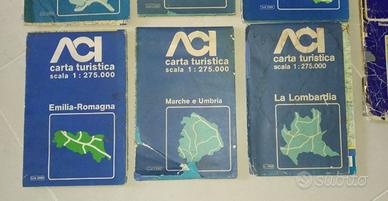 ACI
carta turistica
scala 1:275.000
Emilia-Romagna
ACI
carta turistica
scala 1:275.000
Marche e Umbria
ACI
carta turistica
scala 1:275.000
La Lombardia
subito